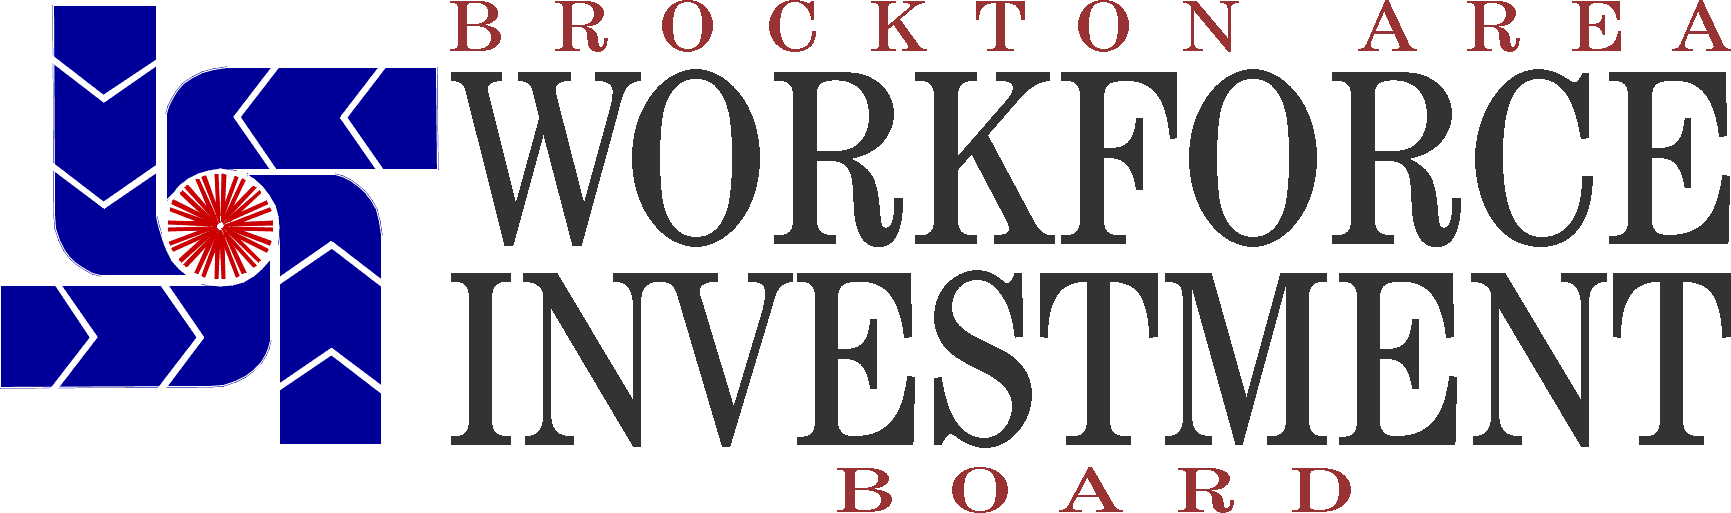 BROCKTON AREA
WORKFORCE
INVESTMENT
BOARD